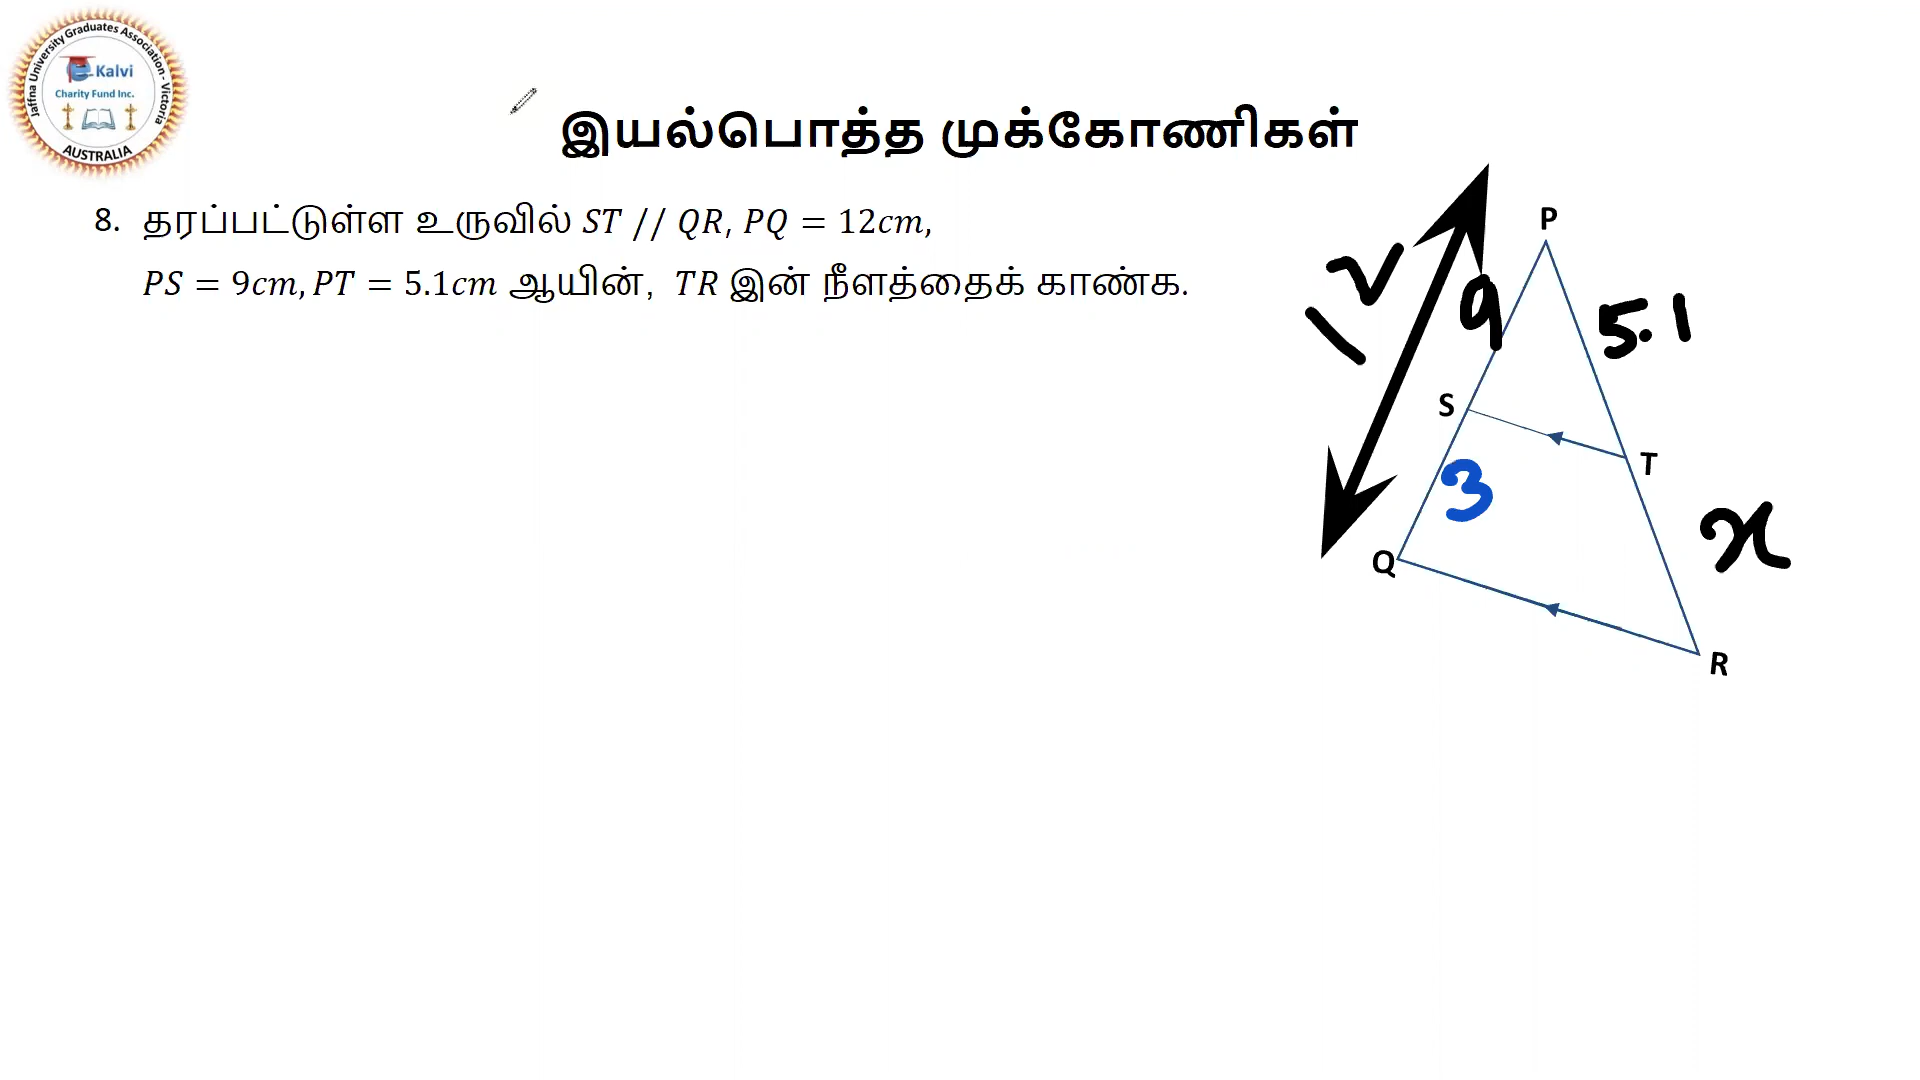 Jaffna University Graduates Association - Victoria
eKalvi
Charity Fund Inc.
AUSTRALIA
இயல்பொத்த முக்கோணிகள்
8. தரப்பட்டுள்ள உருவில் ST // QR, PQ = 12cm,
PS = 9cm, PT = 5.1cm ஆயின், TR இன் நீளத்தைக் காண்க.
P
12
9
5.1
S
T
3
x
Q
R